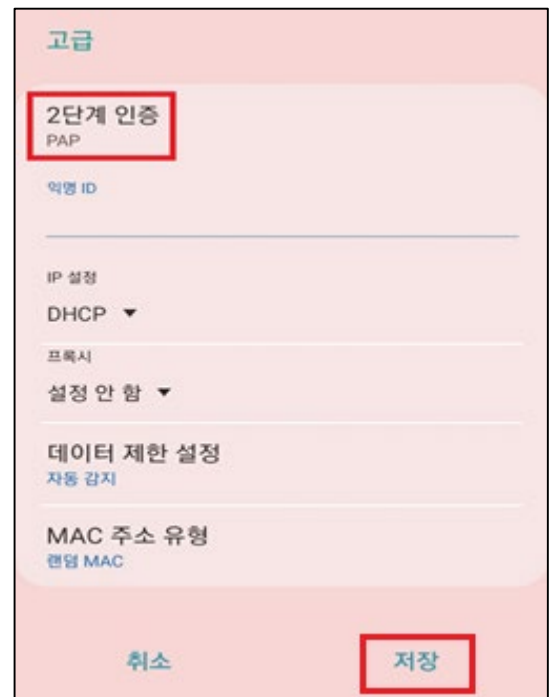 고급
2단계 인증
PAP
익명 ID
IP 설정
DHCP
프록시
설정 안 함
데이터 제한 설정
자동 감지
MAC 주소 유형
랜덤 MAC
취소 저장